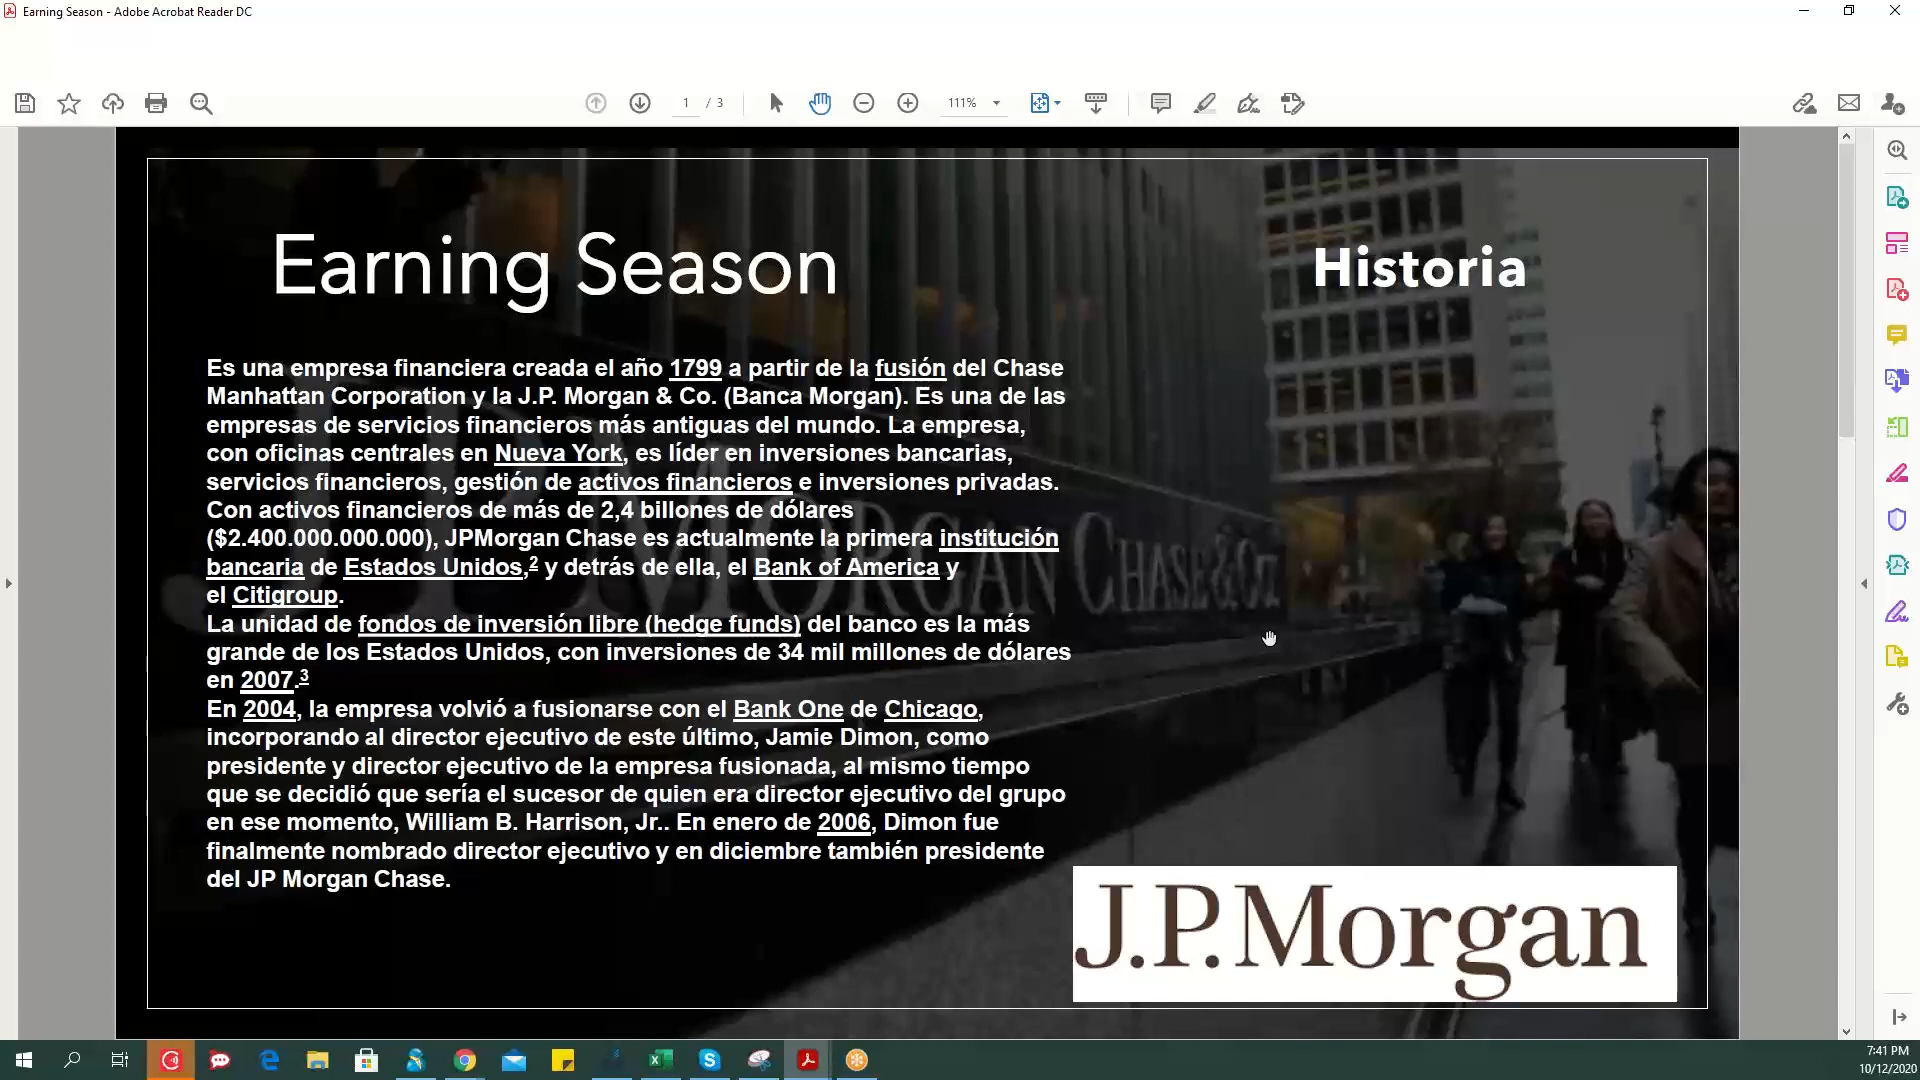 Earning Season - Adobe Acrobat Reader DC
1 / 3
111%
Earning Season
Historia
Es una empresa financiera creada el año 1799 a partir de la fusión del Chase
Manhattan Corporation y la J.P. Morgan & Co. (Banca Morgan). Es una de las
empresas de servicios financieros más antiguas del mundo. La empresa,
con oficinas centrales en Nueva York, es líder en inversiones bancarias,
servicios financieros, gestión de activos financieros e inversiones privadas.
Con activos financieros de más de 2,4 billones de dólares
($2.400.000.000.000), JPMorgan Chase es actualmente la primera institución
bancaria de Estados Unidos,2 y detrás de ella, el Bank of America y
el Citigroup.
La unidad de fondos de inversión libre (hedge funds) del banco es la más
grande de los Estados Unidos, con inversiones de 34 mil millones de dólares
en 2007.3
En 2004, la empresa volvió a fusionarse con el Bank One de Chicago,
incorporando al director ejecutivo de este último, Jamie Dimon, como
presidente y director ejecutivo de la empresa fusionada, al mismo tiempo
que se decidió que sería el sucesor de quien era director ejecutivo del grupo
en ese momento, William B. Harrison, Jr.. En enero de 2006, Dimon fue
finalmente nombrado director ejecutivo y en diciembre también presidente
del JP Morgan Chase.
JPMORGAN CHASE & CO.
J.P.Morgan
7:41 PM
10/12/2020